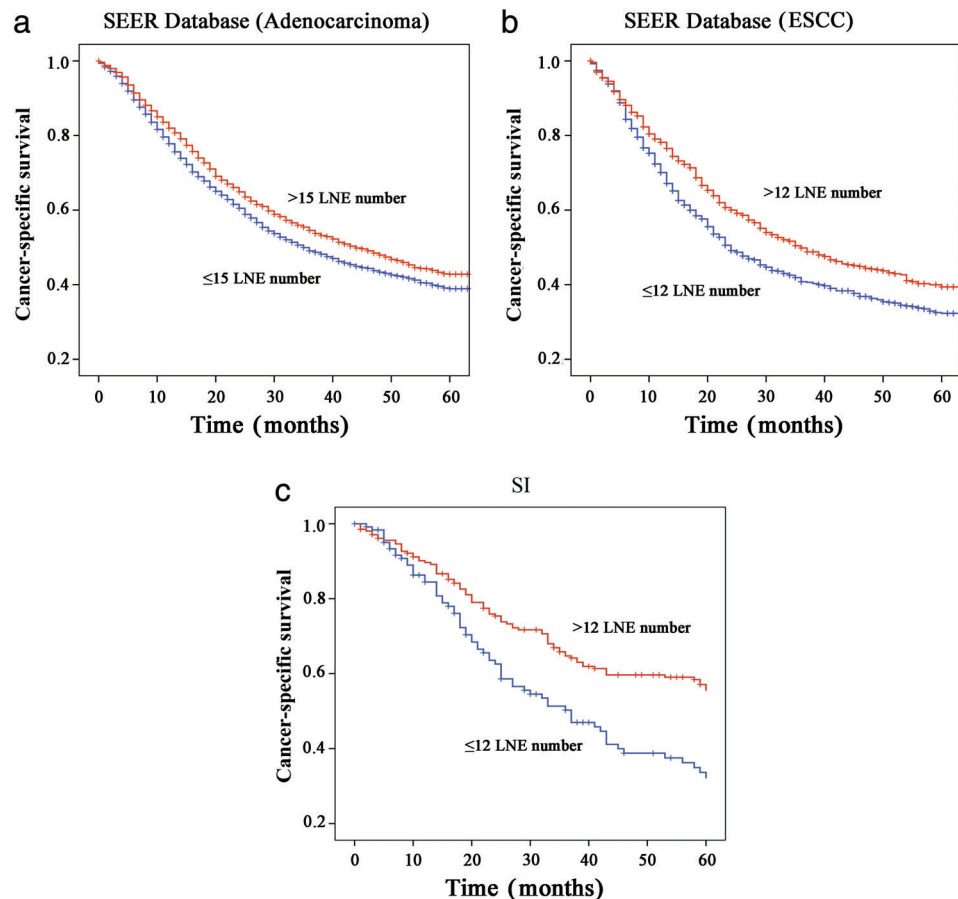 a
SEER Database (Adenocarcinoma)
Cancer-specific survival
1.0
0.8
0.6
0.4
0.2
>15 LNE number
≤15 LNE number
0 10 20 30 40 50 60
Time (months)
b
SEER Database (ESCC)
Cancer-specific survival
1.0
0.8
0.6
0.4
0.2
>12 LNE number
≤12 LNE number
0 10 20 30 40 50 60
Time (months)
c
SI
Cancer-specific survival
1.0
0.8
0.6
0.4
0.2
>12 LNE number
≤12 LNE number
0 10 20 30 40 50 60
Time (months)